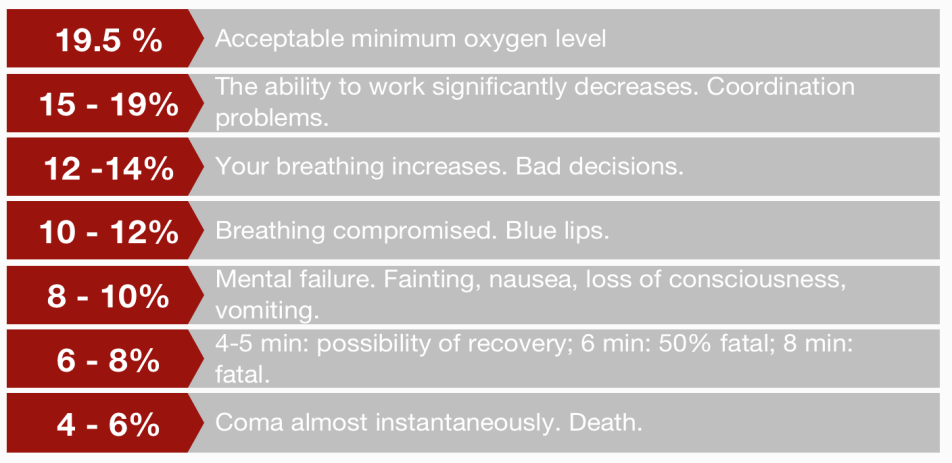 19.5 %
Acceptable minimum oxygen level
15 - 19%
The ability to work significantly decreases. Coordination
problems.
12 -14%
Your breathing increases. Bad decisions.
10 - 12%
Breathing compromised. Blue lips.
8 - 10%
Mental failure. Fainting, nausea, loss of consciousness,
vomiting.
6 - 8%
4-5 min: possibility of recovery; 6 min: 50% fatal; 8 min:
fatal.
4 - 6%
Coma almost instantaneously. Death.